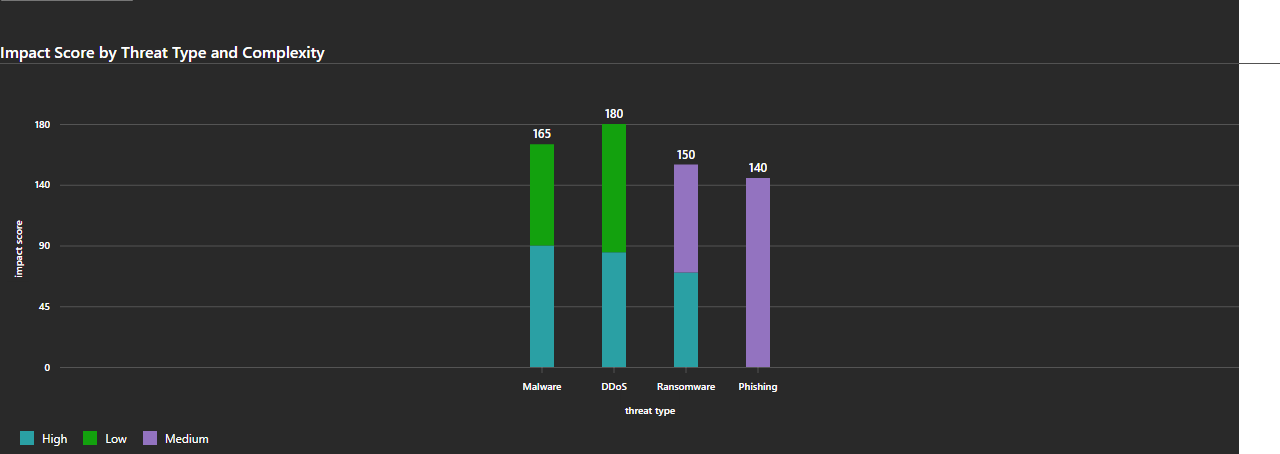 Impact Score by Threat Type and Complexity
180
165
180
150
140
140
90
45
0
impact score
Malware
DDoS
Ransomware
Phishing
threat type
High
Low
Medium